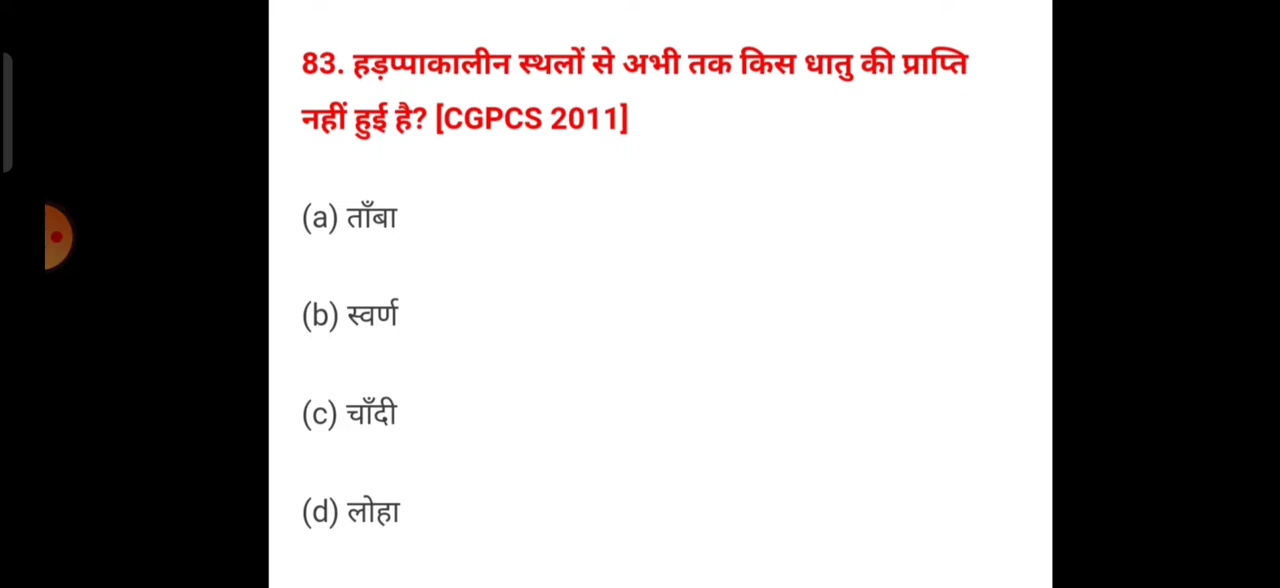 83. हड़प्पाकालीन स्थलों से अभी तक किस धातु की प्राप्ति
नहीं हुई है? [CGPCS 2011]
(a) ताँबा
(b) स्वर्ण
(c) चाँदी
(d) लोहा